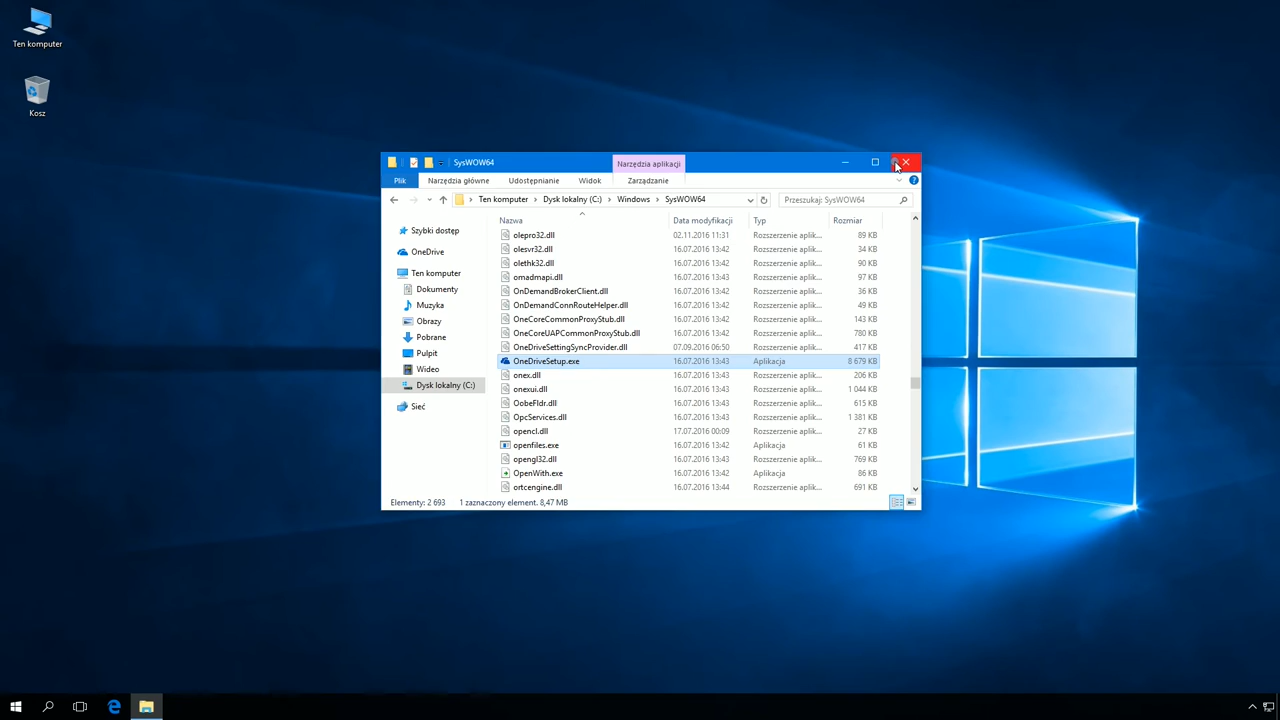 Ten komputer
Kosz
SysWOW64
Narzędzia aplikacji
Plik
Narzędzia główne
Udostępnianie
Widok
Zarządzanie
Ten komputer > Dysk lokalny (C:) > Windows > SysWOW64
Przeszukaj: SysWOW64
Szybki dostęp
OneDrive
Ten komputer
Dokumenty
Muzyka
Obrazy
Pobrane
Pulpit
Wideo
Dysk lokalny (C:)
Sieć
Nazwa Data modyfikacji Typ Rozmiar
olepro32.dll 02.11.2016 11:31 Rozszerzenie aplik... 89 KB
olesvr32.dll 16.07.2016 13:42 Rozszerzenie aplik... 34 KB
olethk32.dll 16.07.2016 13:42 Rozszerzenie aplik... 90 KB
omadmapi.dll 16.07.2016 13:43 Rozszerzenie aplik... 97 KB
OnDemandBrokerClient.dll 16.07.2016 13:42 Rozszerzenie aplik... 36 KB
OnDemandConnRouteHelper.dll 16.07.2016 13:42 Rozszerzenie aplik... 49 KB
OneCoreCommonProxyStub.dll 16.07.2016 13:42 Rozszerzenie aplik... 143 KB
OneCoreUAPCommonProxyStub.dll 16.07.2016 13:42 Rozszerzenie aplik... 780 KB
OneDriveSettingSyncProvider.dll 07.09.2016 06:50 Rozszerzenie aplik... 417 KB
OneDriveSetup.exe 16.07.2016 13:43 Aplikacja 8 679 KB
onex.dll 16.07.2016 13:43 Rozszerzenie aplik... 206 KB
onexui.dll 16.07.2016 13:43 Rozszerzenie aplik... 1 044 KB
OobeFldr.dll 16.07.2016 13:43 Rozszerzenie aplik... 615 KB
OpcServices.dll 16.07.2016 13:43 Rozszerzenie aplik... 1 381 KB
opencl.dll 17.07.2016 00:09 Rozszerzenie aplik... 27 KB
openfiles.exe 16.07.2016 13:42 Aplikacja 61 KB
opengl32.dll 16.07.2016 13:43 Rozszerzenie aplik... 769 KB
OpenWith.exe 16.07.2016 13:42 Aplikacja 86 KB
ortcengine.dll 16.07.2016 13:44 Rozszerzenie aplik... 691 KB
Elementy: 2 693 1 zaznaczony element. 8,47 MB